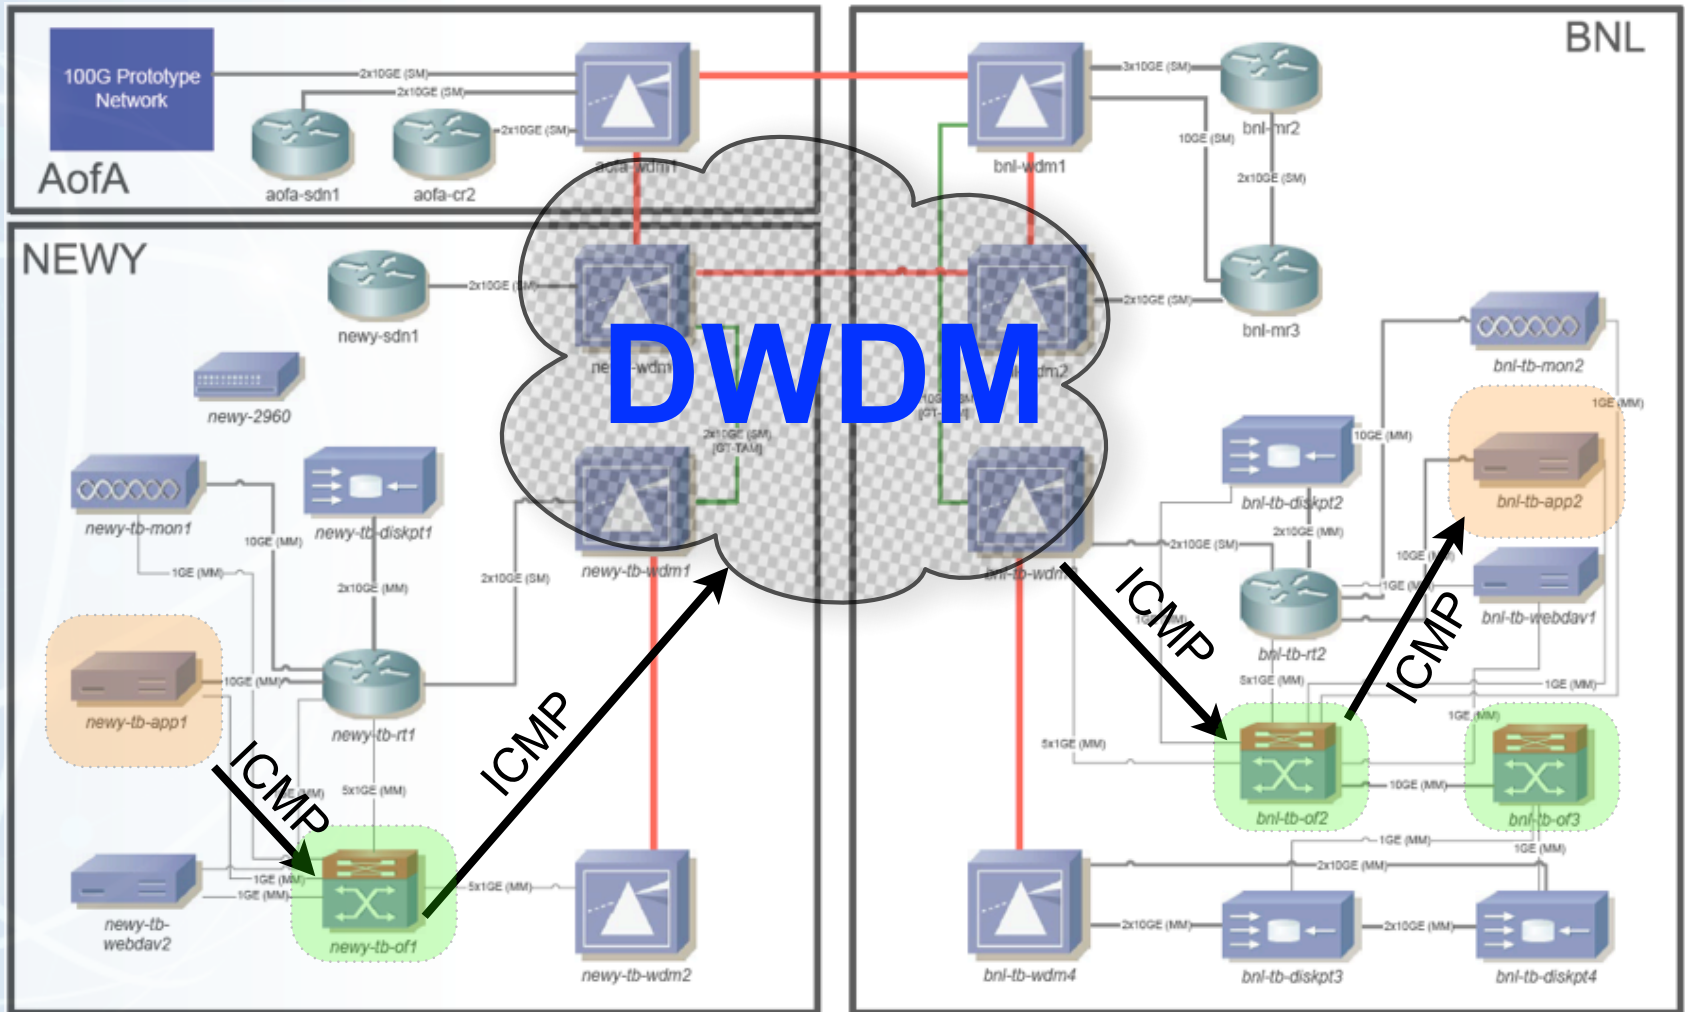 100G Prototype
Network
AofA
2x10GE (SM)
2x10GE (SM)
2x10GE (SM)
aofa-sdn1
aofa-cr2
aofa-wdm1
BNL
bnl-wdm1
3x10GE (SM)
bnl-mr2
10GE (SM)
2x10GE (SM)
2x10GE (SM)
bnl-mr3
NEWY
newy-sdn1
2x10GE (SM)
newy-2960
DWDM
2x10GE (SM)
[GT-TAM]
newy-tb-mon1
newy-tb-diskpt1
10GE (MM)
1GE (MM)
2x10GE (MM)
2x10GE (SM)
newy-tb-wdm1
newy-tb-app1
10GE (MM)
newy-tb-rt1
5x1GE (MM)
ICMP
ICMP
1GE (MM)
1GE (MM)
newy-tb-
webdav2
newy-tb-of1
5x1GE (MM)
newy-tb-wdm2
bnl-tb-mon2
1GE (MM)
10GE (MM)
bnl-tb-diskpt2
bnl-tb-app2
2x10GE (MM)
2x10GE (SM)
bnl-tb-webdav1
bnl-tb-rt2
ICMP
ICMP
5x1GE (MM)
1GE (MM)
1GE (MM)
5x1GE (MM)
10GE (MM)
bnl-tb-of2
bnl-tb-of3
1GE (MM)
1GE (MM)
2x10GE (MM)
2x10GE (MM)
2x10GE (MM)
bnl-tb-wdm4
bnl-tb-diskpt3
bnl-tb-diskpt4